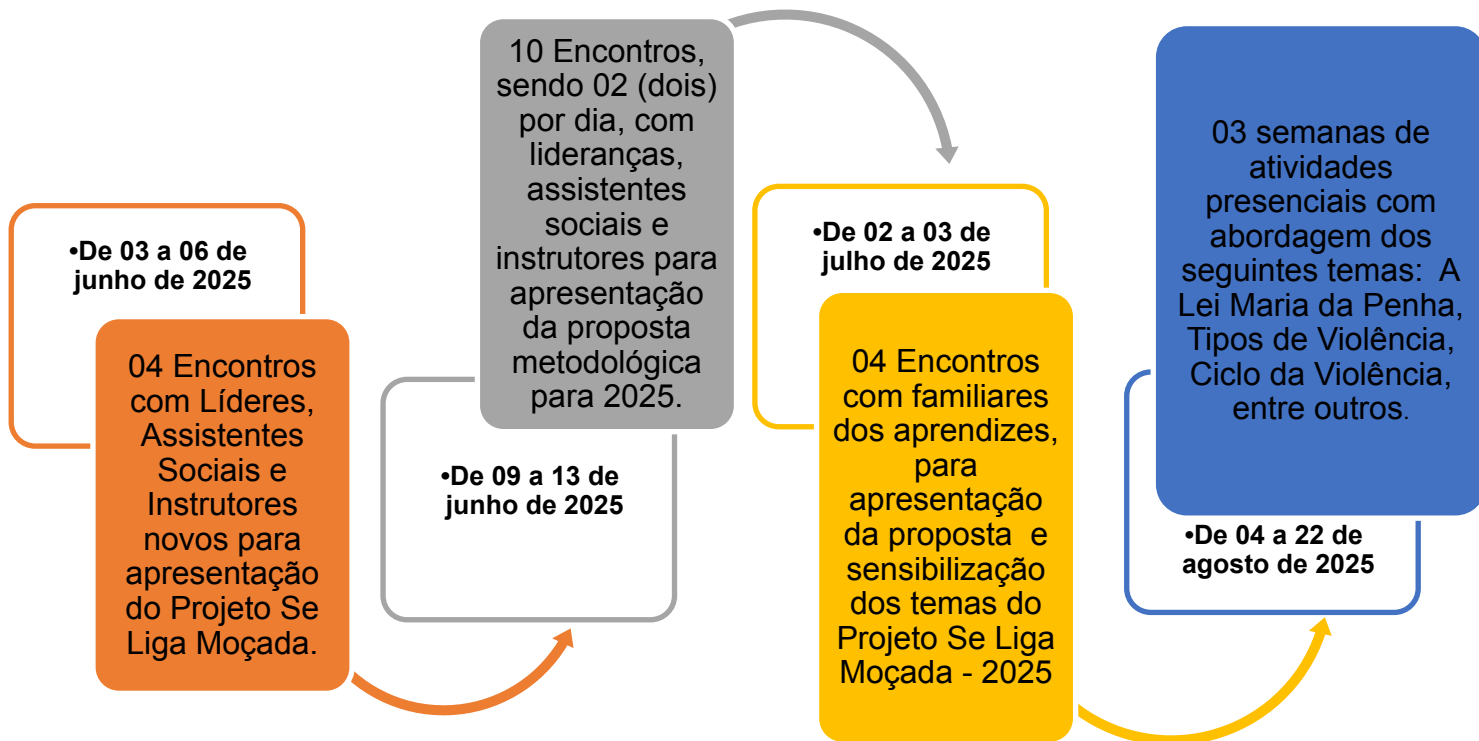 •De 03 a 06 de
junho de 2025
04 Encontros
com Líderes,
Assistentes
Sociais e
Instrutores
novos para
apresentação
do Projeto Se
Liga Moçada.
10 Encontros,
sendo 02 (dois)
por dia, com
lideranças,
assistentes
sociais e
instrutores para
apresentação
da proposta
metodológica
para 2025.
•De 09 a 13 de
junho de 2025
•De 02 a 03 de
julho de 2025
04 Encontros
com familiares
dos aprendizes,
para
apresentação
da proposta e
sensibilização
dos temas do
Projeto Se Liga
Moçada - 2025
03 semanas de
atividades
presenciais com
abordagem dos
seguintes temas: A
Lei Maria da Penha,
Tipos de Violência,
Ciclo da Violência,
entre outros.
•De 04 a 22 de
agosto de 2025